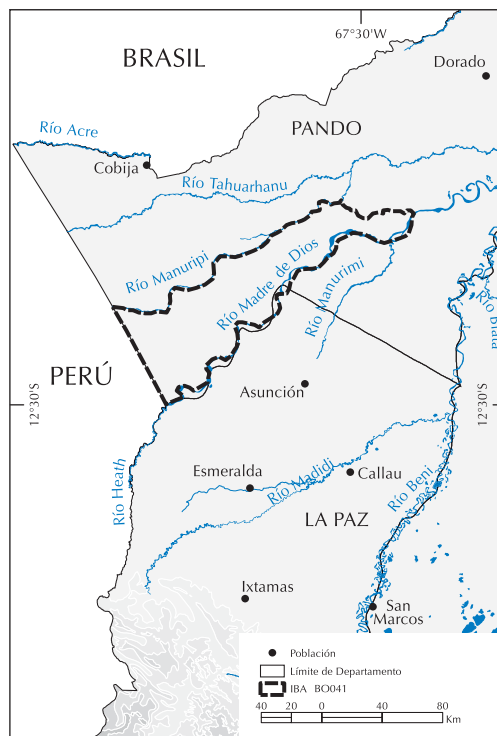 67°30'W
BRASIL
Dorado
PANDO
Río Acre
Cobija
Río Tahuarhanu
Río Manuripi
Río Madre de Dios
Río Manurimi
PERÚ
Asunción
12°30'S
12°30'S
Río Heath
Esmeralda
Río Madidi
Callau
Río Beni
LA PAZ
Ixtamas
San
Marcos
Población
Límite de Departamento
IBA BO041
40 20 0 40 80
Km